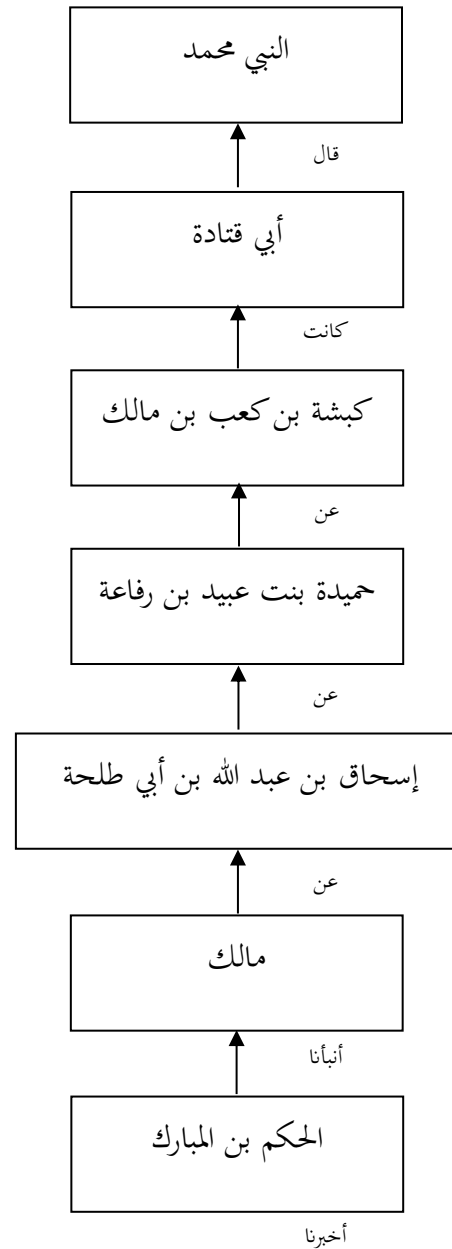 النبي محمد
قال
أبي قتادة
كانت
كبشة بن كعب بن مالك
عن
حميدة بنت عبيد بن رفاعة
عن
إسحاق بن عبد الله بن أبي طلحة
عن
مالك
أنبأنا
الحكم بن المبارك
أخبرنا